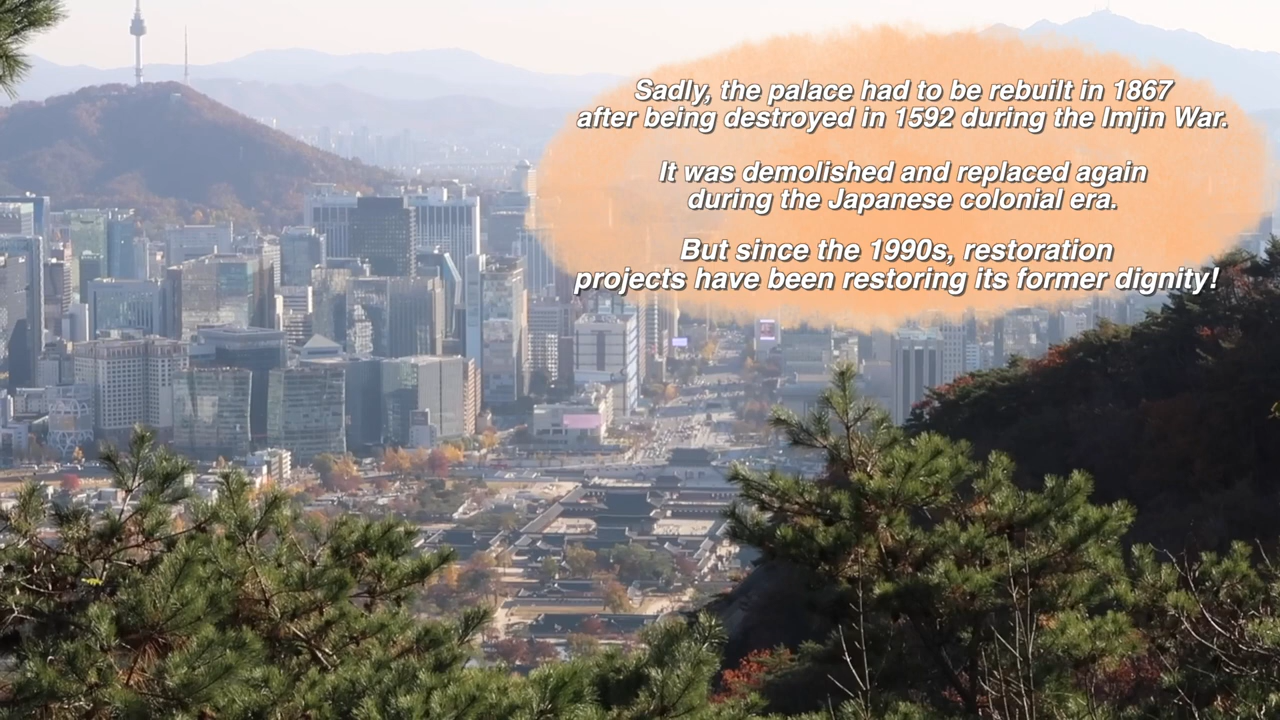 Sadly, the palace had to be rebuilt in 1867
after being destroyed in 1592 during the Imjin War.
It was demolished and replaced again
during the Japanese colonial era.
But since the 1990s, restoration
projects have been restoring its former dignity!